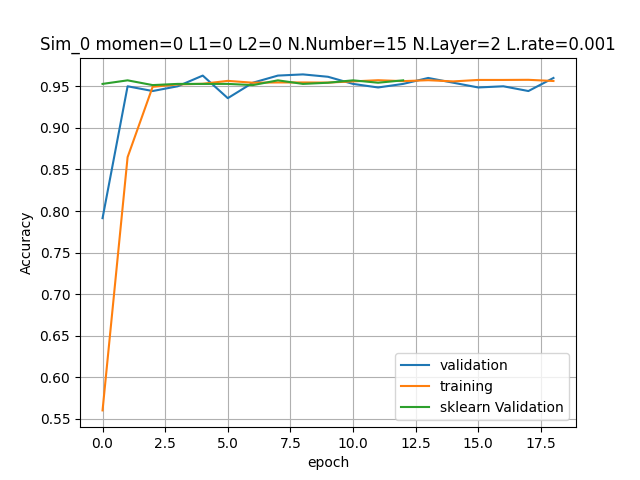 Sim_0 momen=0 L1=0 L2=0 N.Number=15 N.Layer=2 L.rate=0.001
Accuracy
0.95
0.90
0.85
0.80
0.75
0.70
0.65
0.60
0.55
validation
training
sklearn Validation
0.0 2.5 5.0 7.5 10.0 12.5 15.0 17.5
epoch